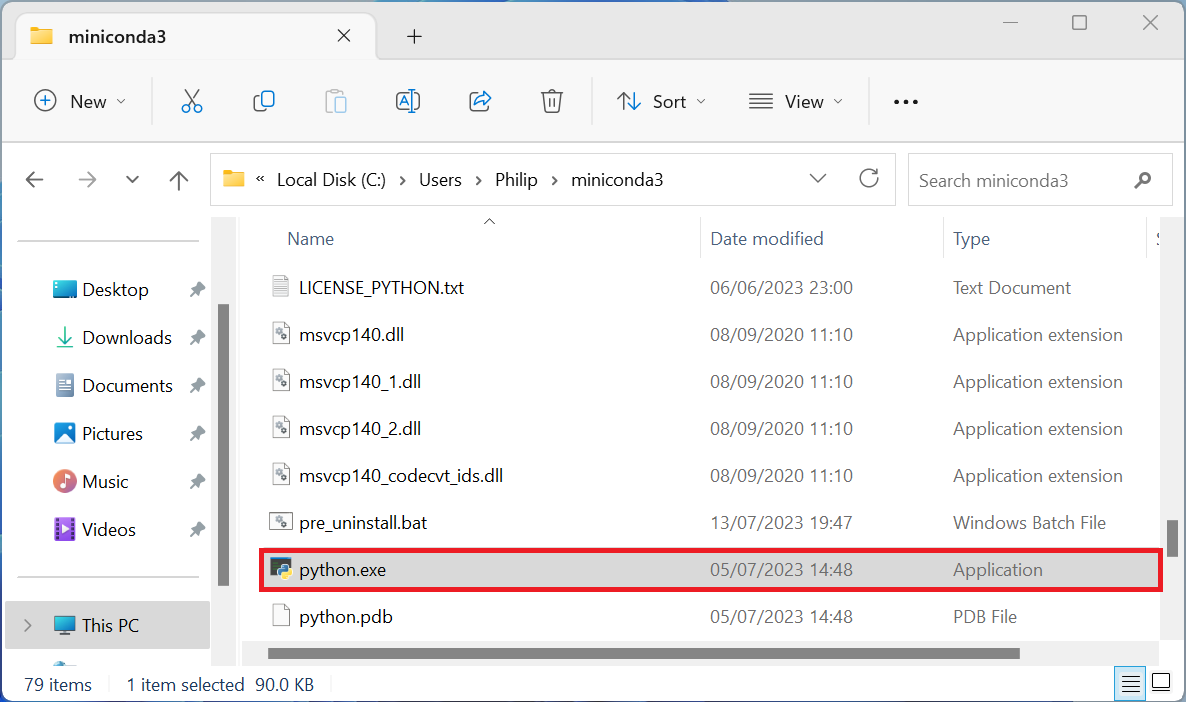 miniconda3
New
Sort
View
« Local Disk (C:) > Users > Philip > miniconda3
Search miniconda3
Desktop
Downloads
Documents
Pictures
Music
Videos
This PC
Name Date modified Type
LICENSE_PYTHON.txt 06/06/2023 23:00 Text Document
msvcp140.dll 08/09/2020 11:10 Application extension
msvcp140_1.dll 08/09/2020 11:10 Application extension
msvcp140_2.dll 08/09/2020 11:10 Application extension
msvcp140_codecvt_ids.dll 08/09/2020 11:10 Application extension
pre_uninstall.bat 13/07/2023 19:47 Windows Batch File
python.exe 05/07/2023 14:48 Application
python.pdb 05/07/2023 14:48 PDB File
79 items 1 item selected 90.0 KB